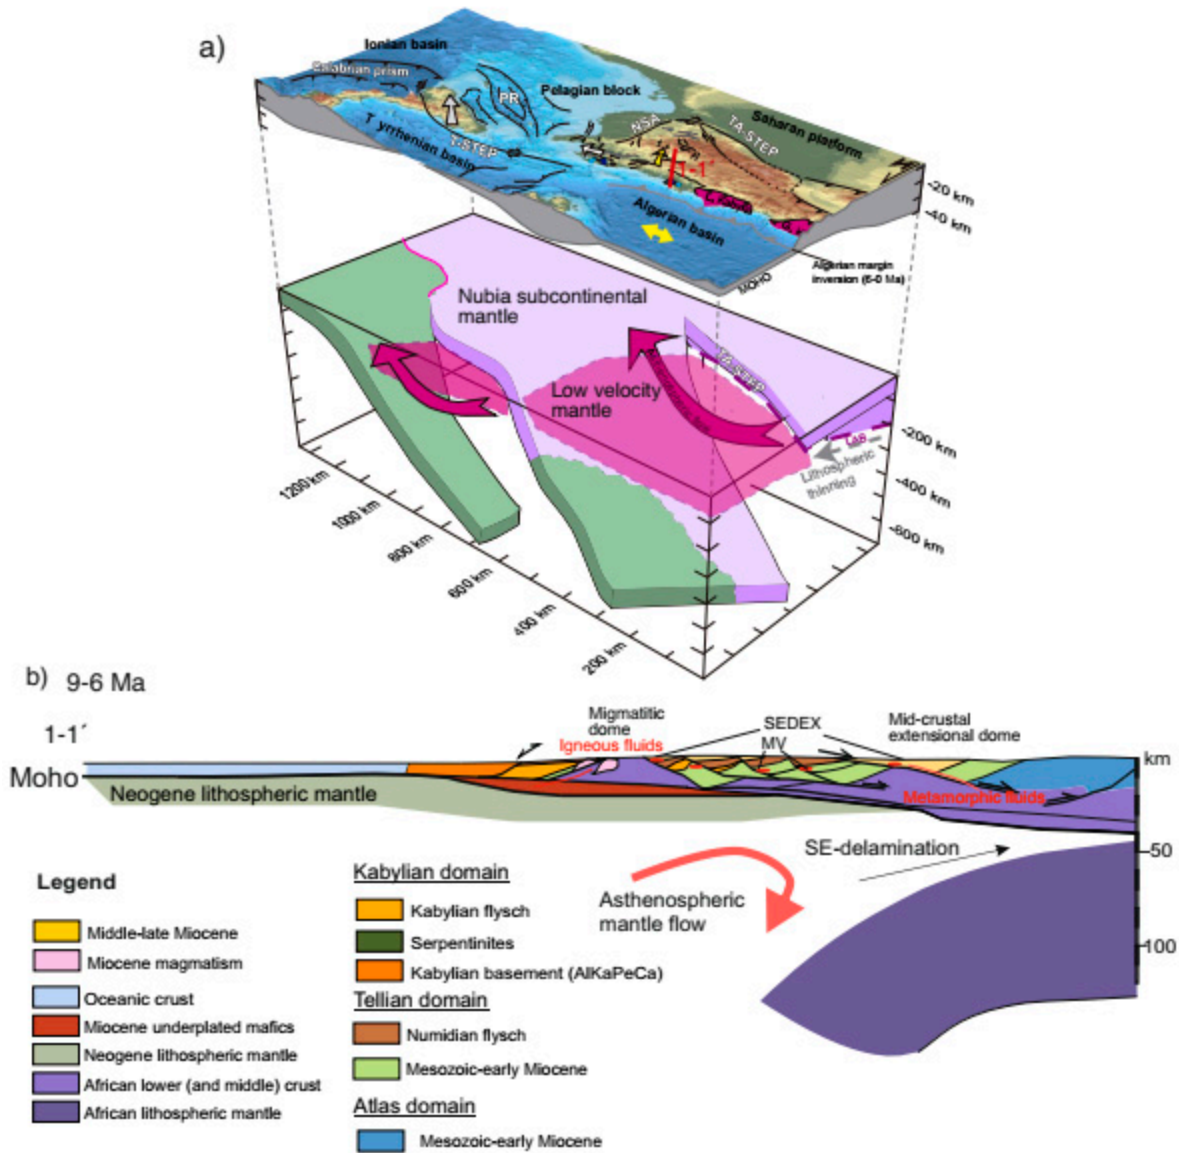 a)
Ionian basin
Calabrian prism
PR
Pelagian block
Saharan platform
NSA
TA-STEP
T-STEP
Tyrrhenian basin
1-1´
Algerian basin
-20 km
-40 km
Algerian margin
inversion (6-0 Ma)
MOHO
Nubia subcontinental
mantle
TA-STEP
Low velocity
mantle
LAB
Lithospheric
thinning
-200 km
-400 km
-600 km
1200 km
1000 km
800 km
600 km
400 km
200 km
b) 9-6 Ma
1-1´
Moho
Neogene lithospheric mantle
Migmatitic
dome
Igneous fluids
SEDEX
MV
Mid-crustal
extensional dome
km
Metamorphic fluids
SE-delamination
50
Asthenospheric
mantle flow
100
Legend
Middle-late Miocene
Miocene magmatism
Oceanic crust
Miocene underplated mafics
Neogene lithospheric mantle
African lower (and middle) crust
African lithospheric mantle
Kabylian domain
Kabylian flysch
Serpentinites
Kabylian basement (AlKaPeCa)
Tellian domain
Numidian flysch
Mesozoic-early Miocene
Atlas domain
Mesozoic-early Miocene